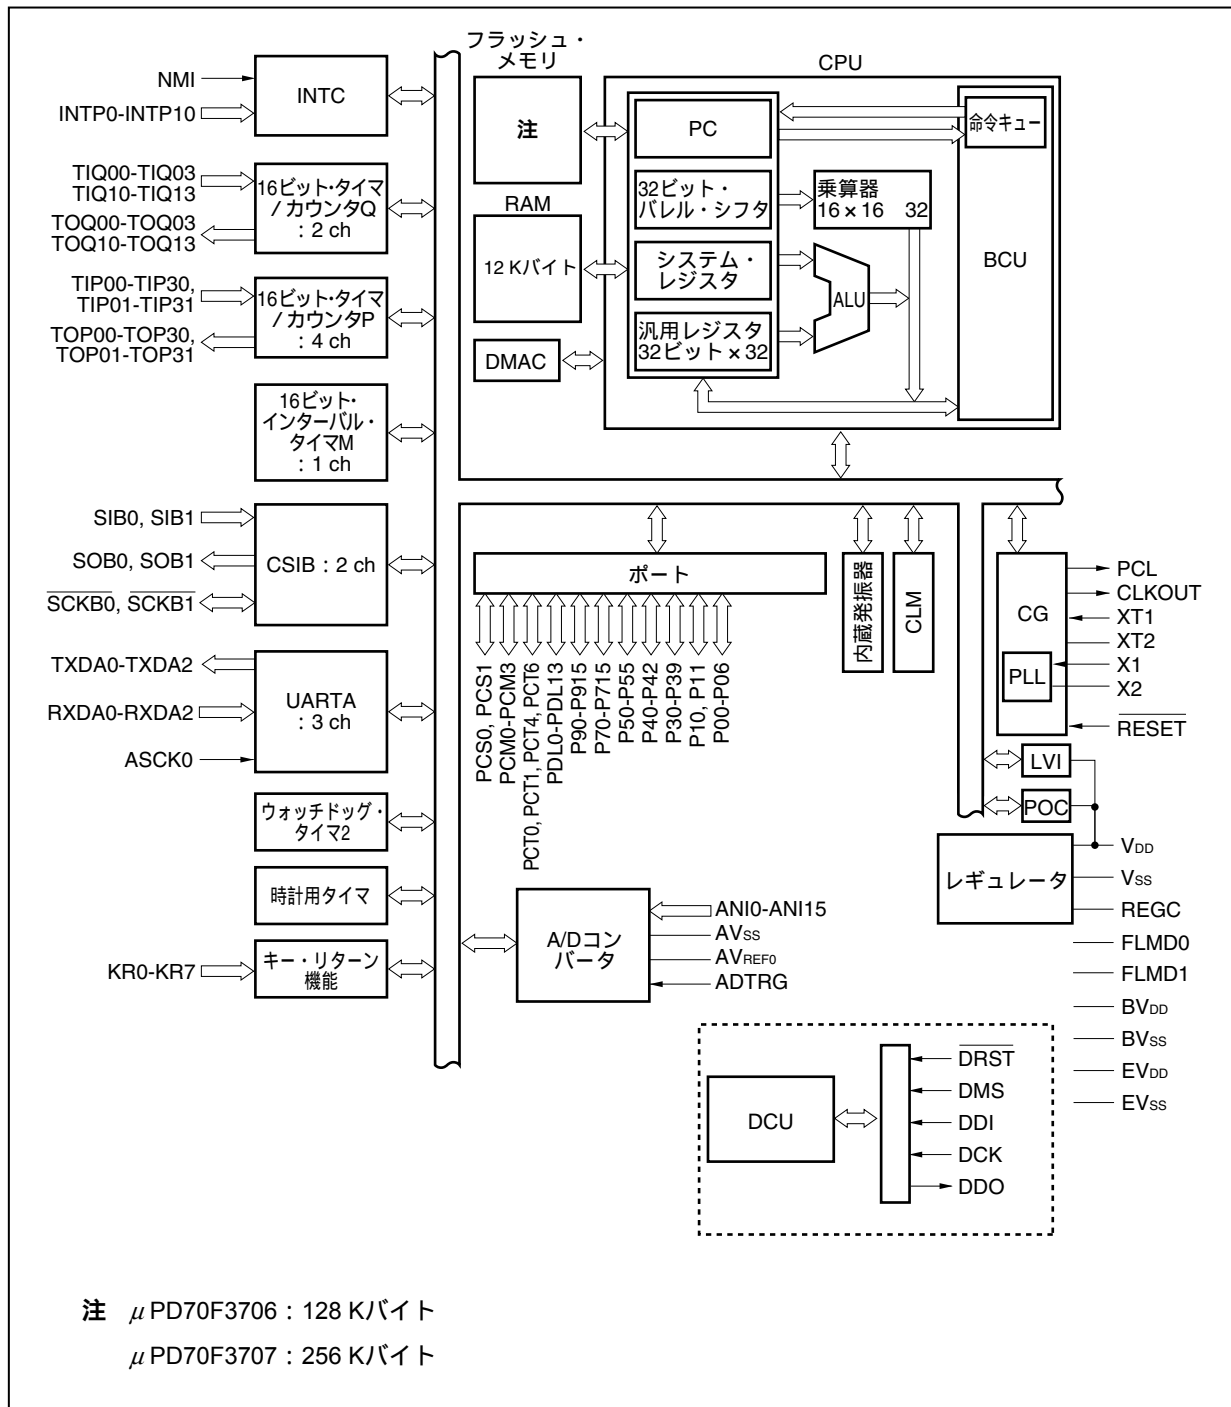 フラッシュ・
メモリ
注
CPU
NMI
INTP0-INTP10
INTC
PC
命令キュー
TIQ00-TIQ03
TIQ10-TIQ13
TOQ00-TOQ03
TOQ10-TOQ13
16ビット・タイマ
/ カウンタQ
: 2 ch
RAM
12 Kバイト
32ビット・
バレル・シフタ
乗算器
16 × 16 32
BCU
システム・
レジスタ
ALU
汎用レジスタ
32ビット × 32
TIP00-TIP30,
TIP01-TIP31
TOP00-TOP30,
TOP01-TOP31
16ビット・タイマ
/ カウンタP
: 4 ch
DMAC
16ビット・
インターバル・
タイマM
: 1 ch
SIB0, SIB1
SOB0, SOB1
SCKB0, SCKB1
CSIB : 2 ch
ポート
PCS0, PCS1
PCM0-PCM3
PCT0, PCT1, PCT4, PCT6
PDL0-PDL13
P90-P915
P70-P715
P50-P55
P40-P42
P30-P39
P10, P11
P00-P06
内蔵発振器
CLM
CG
PLL
PCL
CLKOUT
XT1
XT2
X1
X2
RESET
TXDA0-TXDA2
RXDA0-RXDA2
ASCK0
UARTA
: 3 ch
LVI
POC
ウォッチドッグ・
タイマ2
時計用タイマ
KR0-KR7
キー・リターン
機能
A/Dコン
バータ
ANI0-ANI15
AVSS
AVREF0
ADTRG
レギュレータ
VDD
VSS
REGC
FLMD0
FLMD1
BVDD
BVSS
EVDD
EVSS
DCU
DRST
DMS
DDI
DCK
DDO
注 μ PD70F3706 : 128 Kバイト
μ PD70F3707 : 256 Kバイト